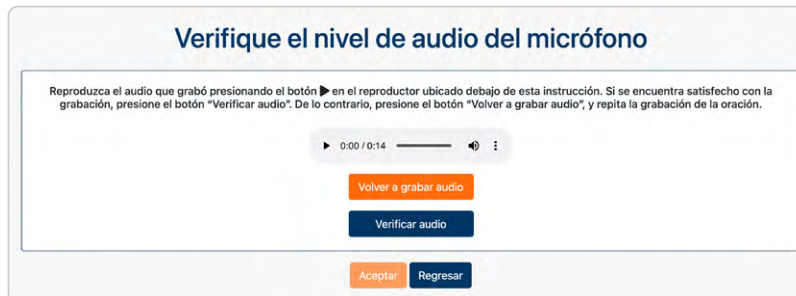 Verifique el nivel de audio del micrófono
Reproduzca el audio que grabó presionando el botón ▶ en el reproductor ubicado debajo de esta instrucción. Si se encuentra satisfecho con la
grabación, presione el botón “Verificar audio”. De lo contrario, presione el botón “Volver a grabar audio”, y repita la grabación de la oración.
0:00 / 0:14
Volver a grabar audio
Verificar audio
Aceptar Regresar